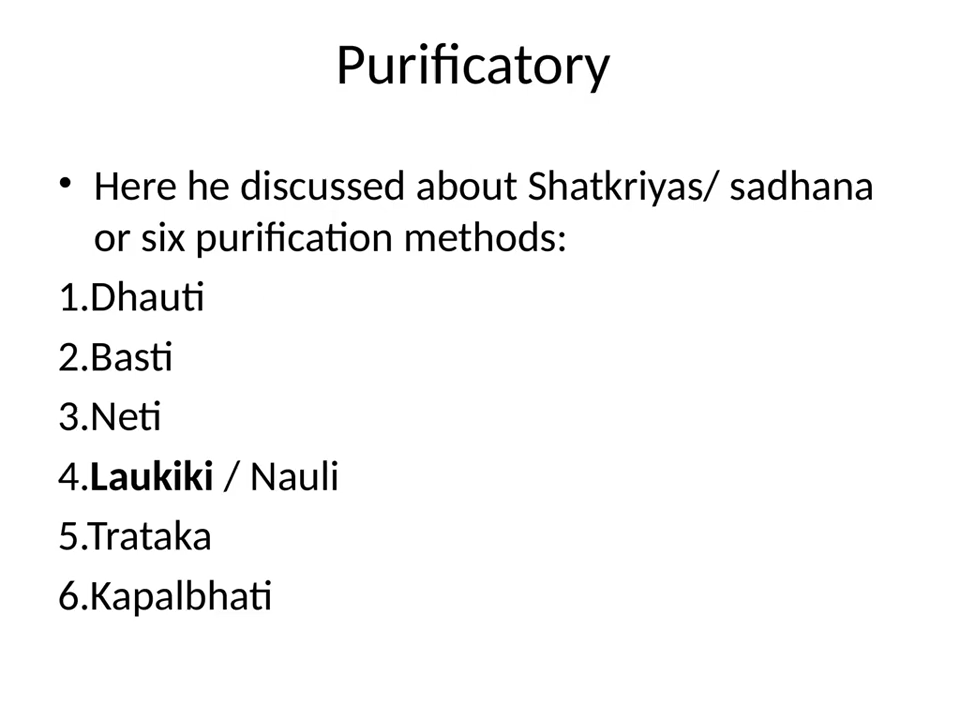 Purificatory
• Here he discussed about Shatkriyas/ sadhana
or six purification methods:
1.Dhauti
2.Basti
3.Neti
4.Laukiki / Nauli
5.Trataka
6.Kapalbhati